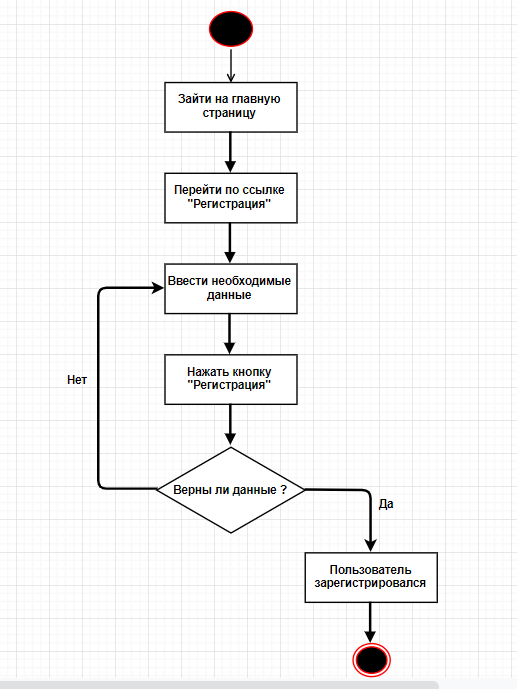 Зайти на главную
страницу
Перейти по ссылке
"Регистрация"
Ввести необходимые
данные
Нажать кнопку
"Регистрация"
Нет
Верны ли данные ?
Да
Пользователь
зарегистрировался